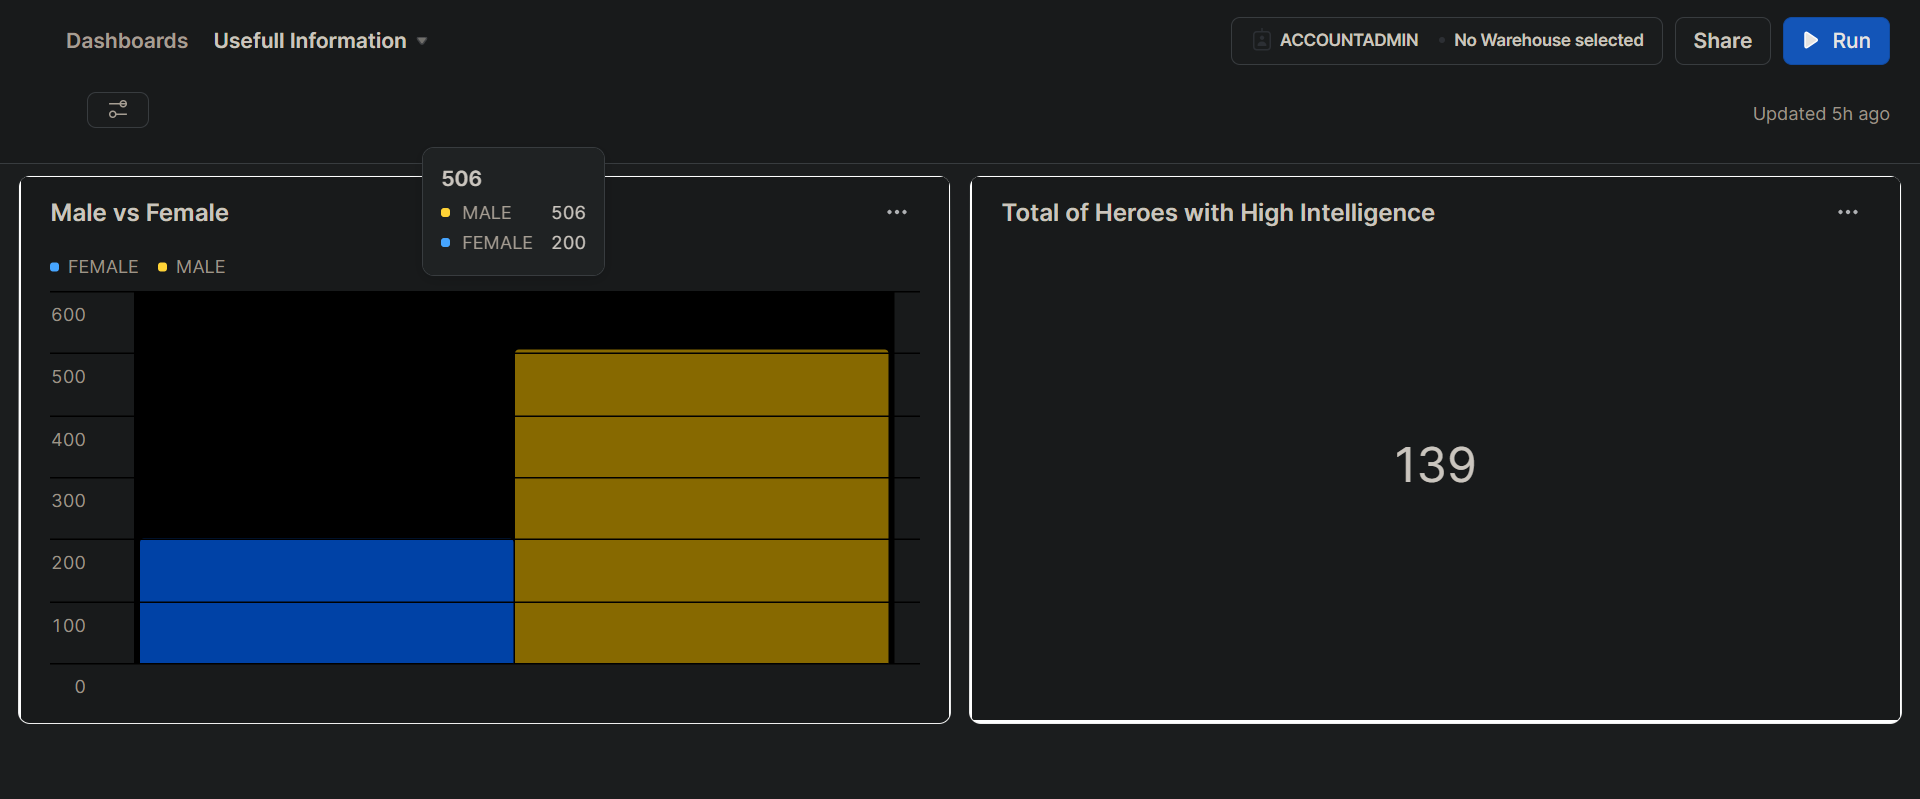 Dashboards Usefull Information
ACCOUNTADMIN No Warehouse selected
Share
Run
Updated 5h ago
Male vs Female
506
MALE 506
FEMALE 200
FEMALE MALE
600
500
400
300
200
100
0
Total of Heroes with High Intelligence
139